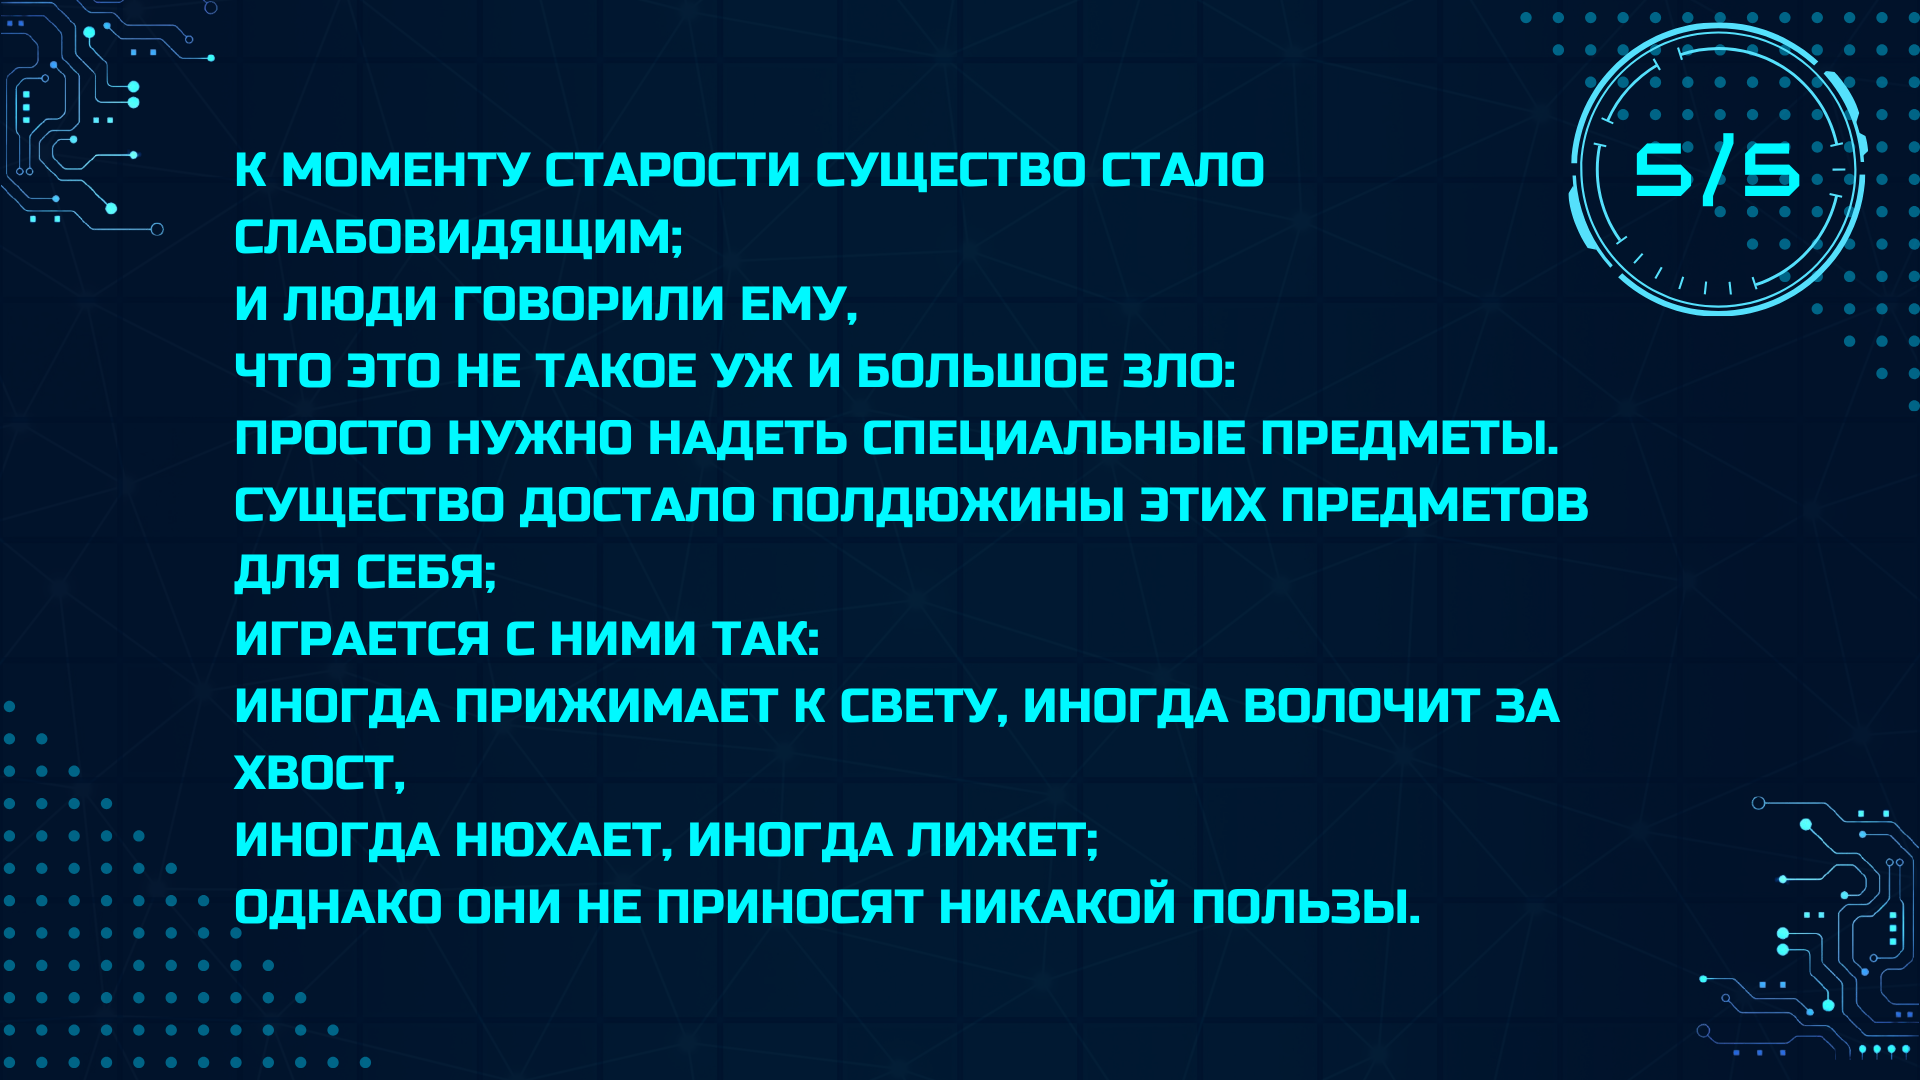 К МОМЕНТУ СТАРОСТИ СУЩЕСТВО СТАЛО
СЛАБОВИДЯЩИМ;
И ЛЮДИ ГОВОРИЛИ ЕМУ,
ЧТО ЭТО НЕ ТАКОЕ УЖ И БОЛЬШОЕ ЗЛО:
ПРОСТО НУЖНО НАДЕТЬ СПЕЦИАЛЬНЫЕ ПРЕДМЕТЫ.
СУЩЕСТВО ДОСТАЛО ПОЛДЮЖИНЫ ЭТИХ ПРЕДМЕТОВ
ДЛЯ СЕБЯ;
ИГРАЕТСЯ С НИМИ ТАК:
ИНОГДА ПРИЖИМАЕТ К СВЕТУ, ИНОГДА ВОЛОЧИТ ЗА
ХВОСТ,
ИНОГДА НЮХАЕТ, ИНОГДА ЛИЖЕТ;
ОДНАКО ОНИ НЕ ПРИНОСЯТ НИКАКОЙ ПОЛЬЗЫ.
5/5